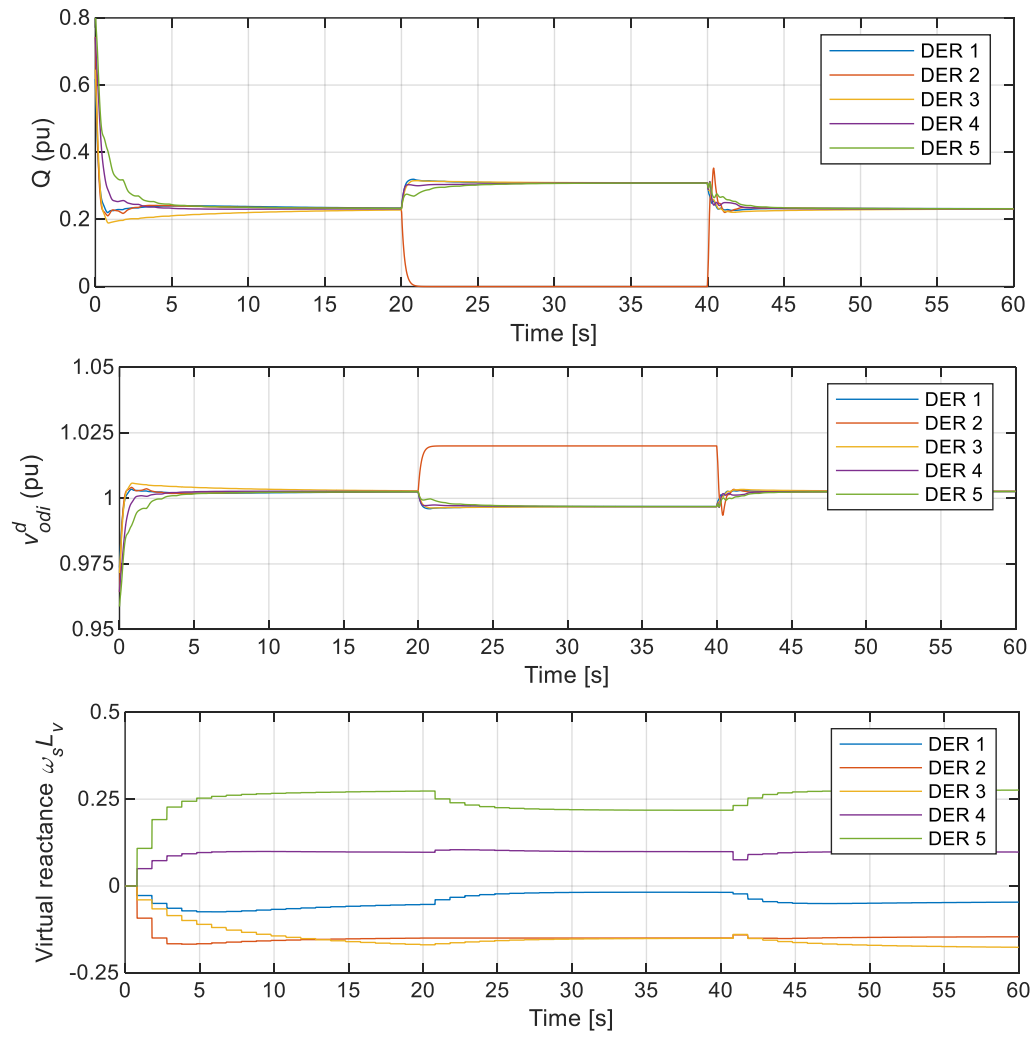 0.8
0.6
0.4
0.2
0
Q (pu)
DER 1
DER 2
DER 3
DER 4
DER 5
0 5 10 15 20 25 30 35 40 45 50 55 60
Time [s]
1.05
1.025
1
0.975
0.95
v^d_odi (pu)
DER 1
DER 2
DER 3
DER 4
DER 5
0 5 10 15 20 25 30 35 40 45 50 55 60
Time [s]
0.5
0.25
0
-0.25
Virtual reactance ω_s L_v
DER 1
DER 2
DER 3
DER 4
DER 5
0 5 10 15 20 25 30 35 40 45 50 55 60
Time [s]